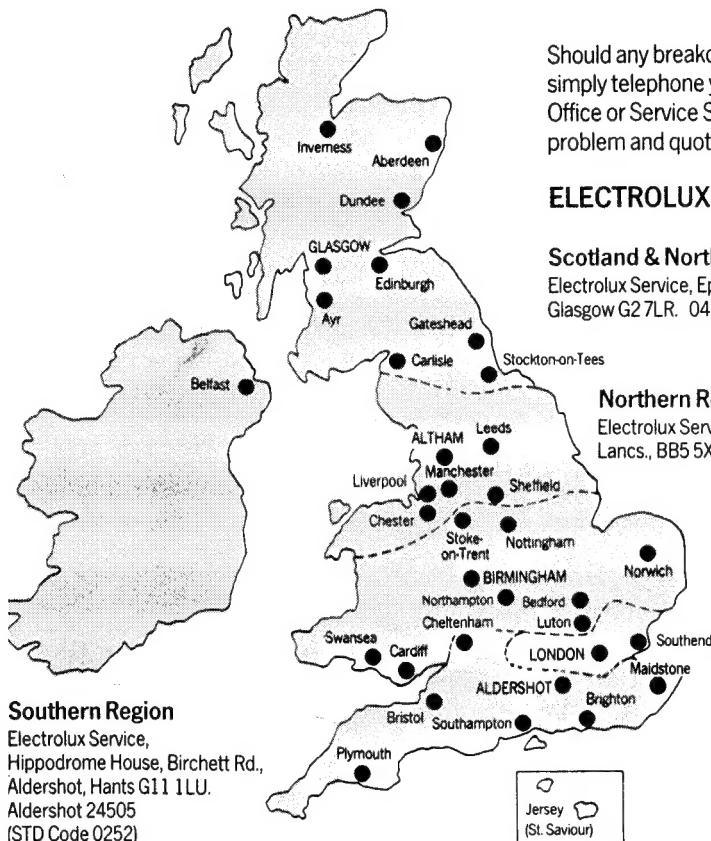 Should any breakd
simply telephone y
Office or Service S
problem and quot
ELECTROLUX
Scotland & North
Electrolux Service, Ep
Glasgow G2 7LR. 04
Northern R
Electrolux Serv
Lancs., BB5 5X
Inverness
Aberdeen
Dundee
GLASGOW
Edinburgh
Ayr
Gateshead
Carlisle
Stockton-on-Tees
Belfast
Leeds
ALTHAM
Manchester
Liverpool
Sheffield
Chester
Stoke-
on-Trent
Nottingham
BIRMINGHAM
Norwich
Northampton
Bedford
Luton
Cheltenham
Swansea
Cardiff
Southend
LONDON
Maidstone
ALDERSHOT
Brighton
Bristol
Southampton
Plymouth
Southern Region
Electrolux Service,
Hippodrome House, Birchett Rd.,
Aldershot, Hants G11 1LU.
Aldershot 24505
(STD Code 0252)
Jersey
(St. Saviour)